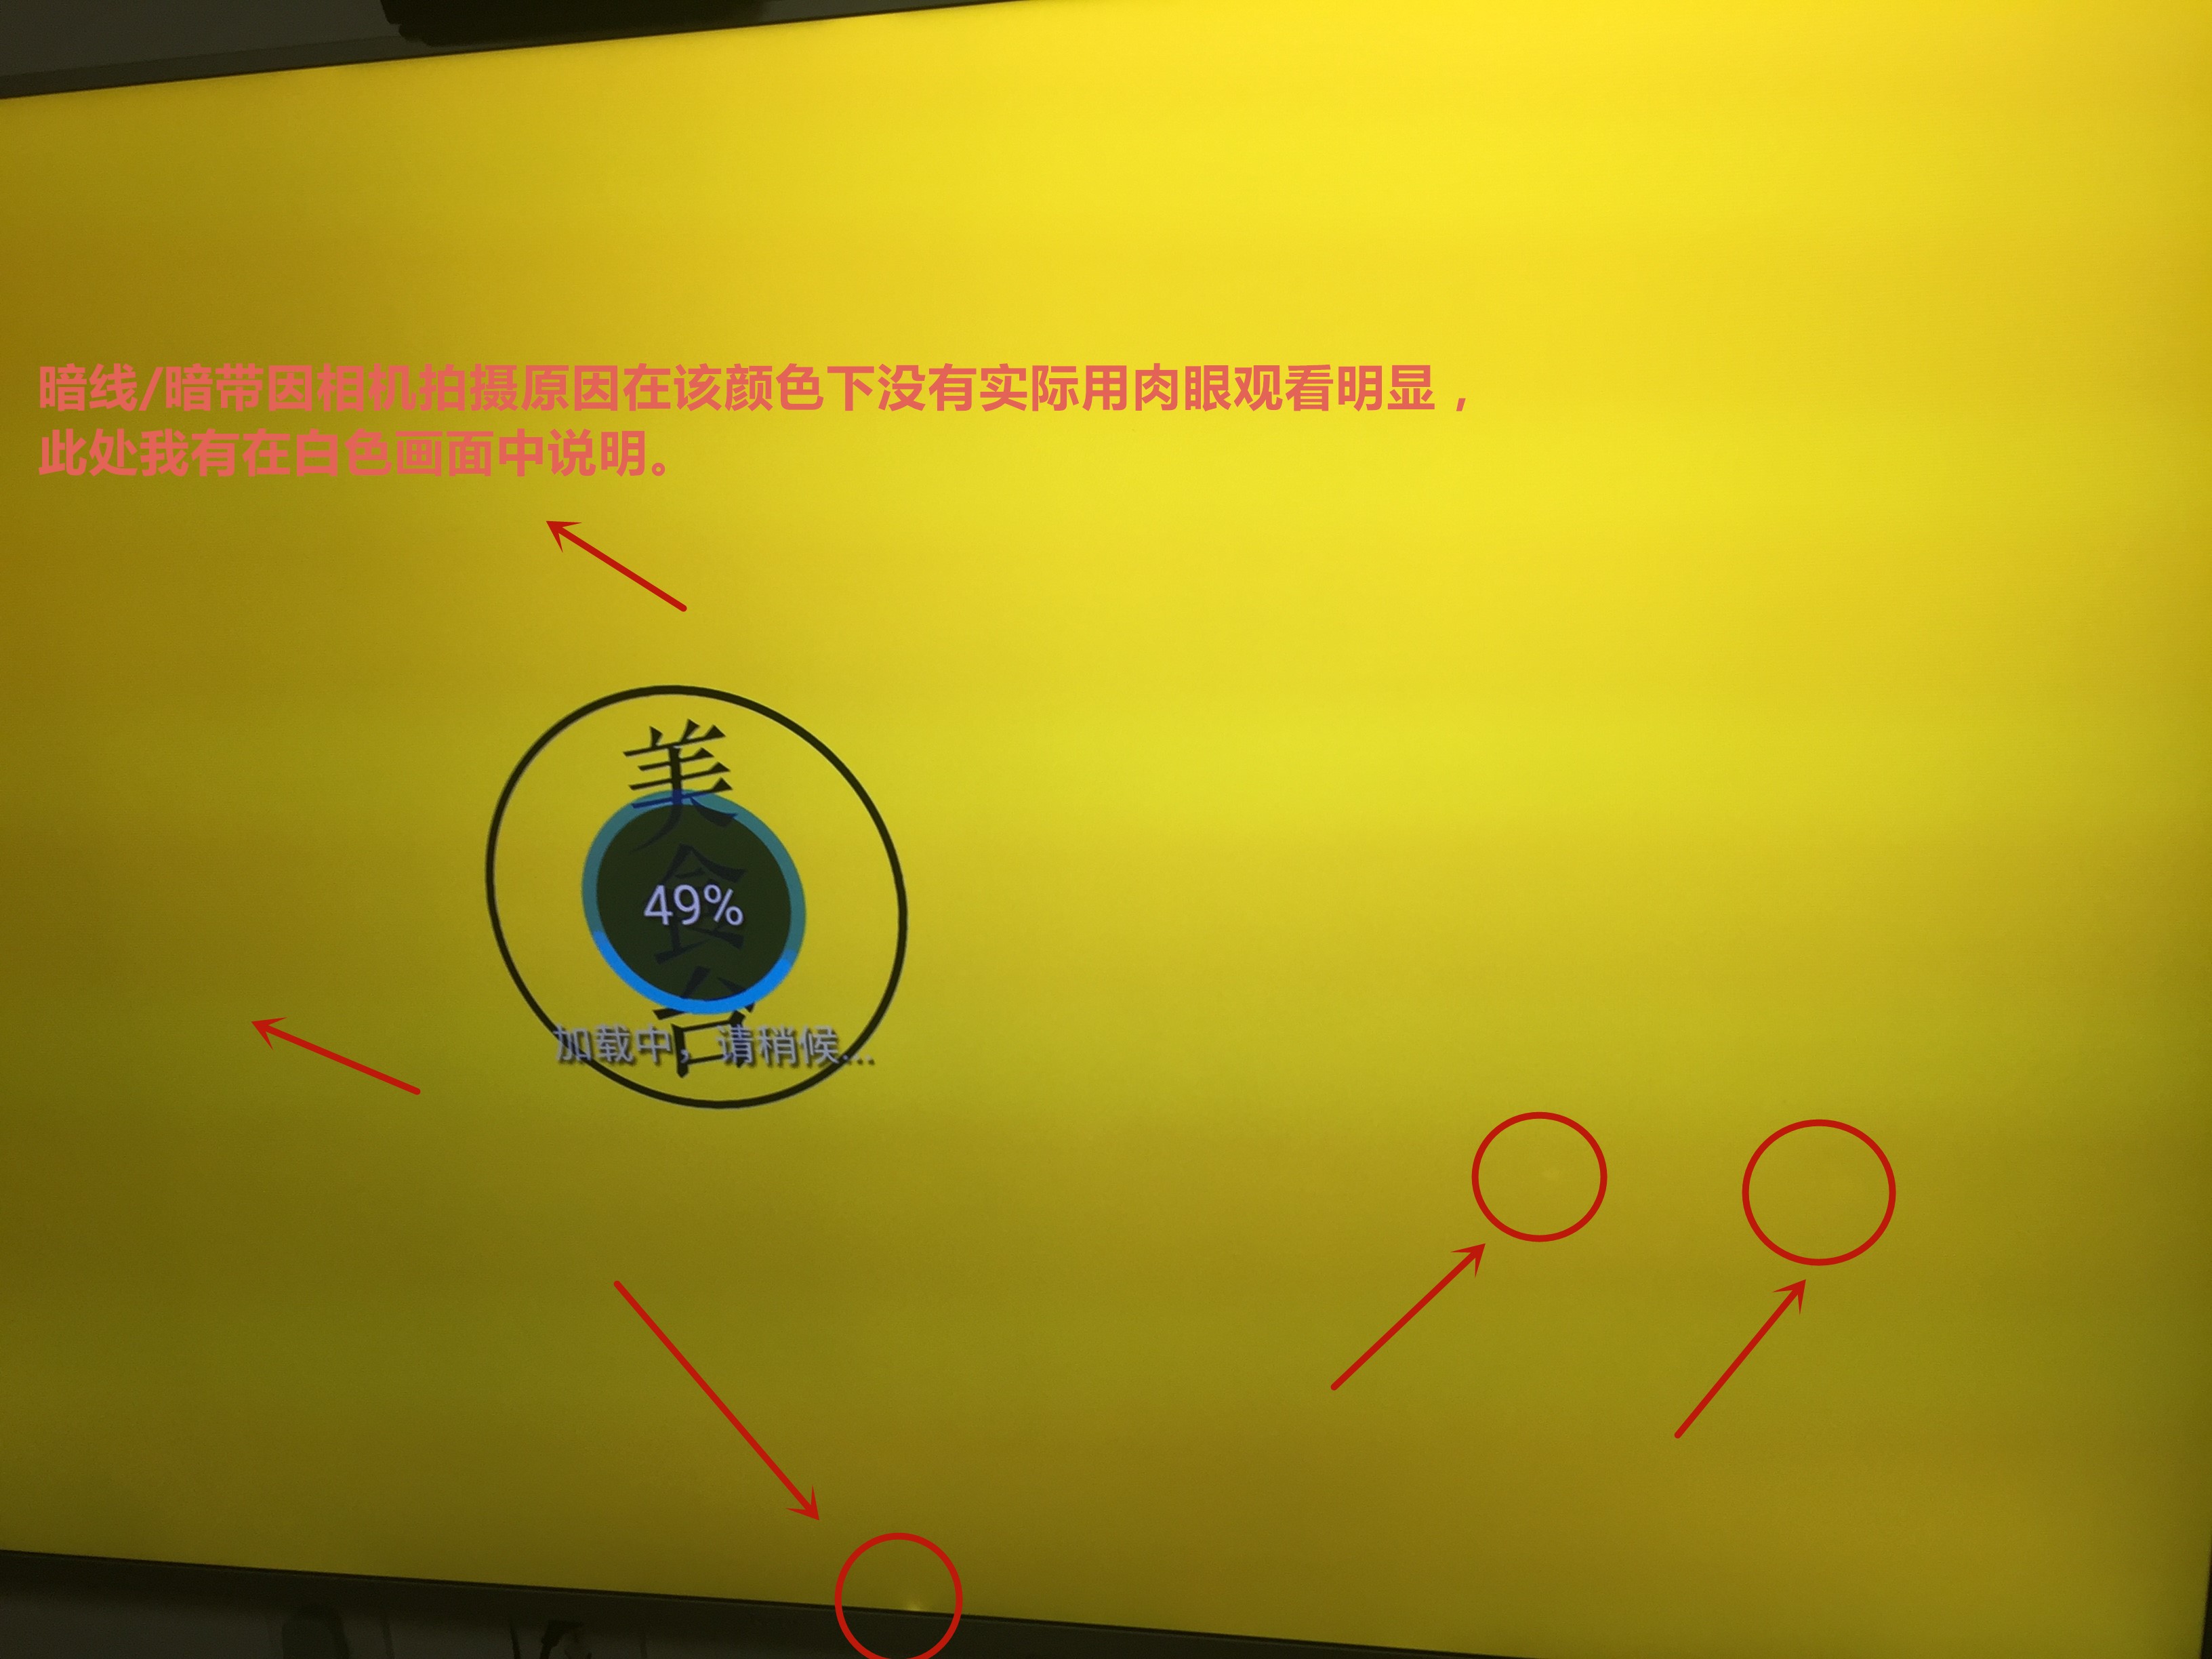 暗线/暗带因相机拍摄原因在该颜色下没有实际用肉眼观看明显，
此处我有在白色画面中说明。
美
食
台
49%
加载中，请稍候...